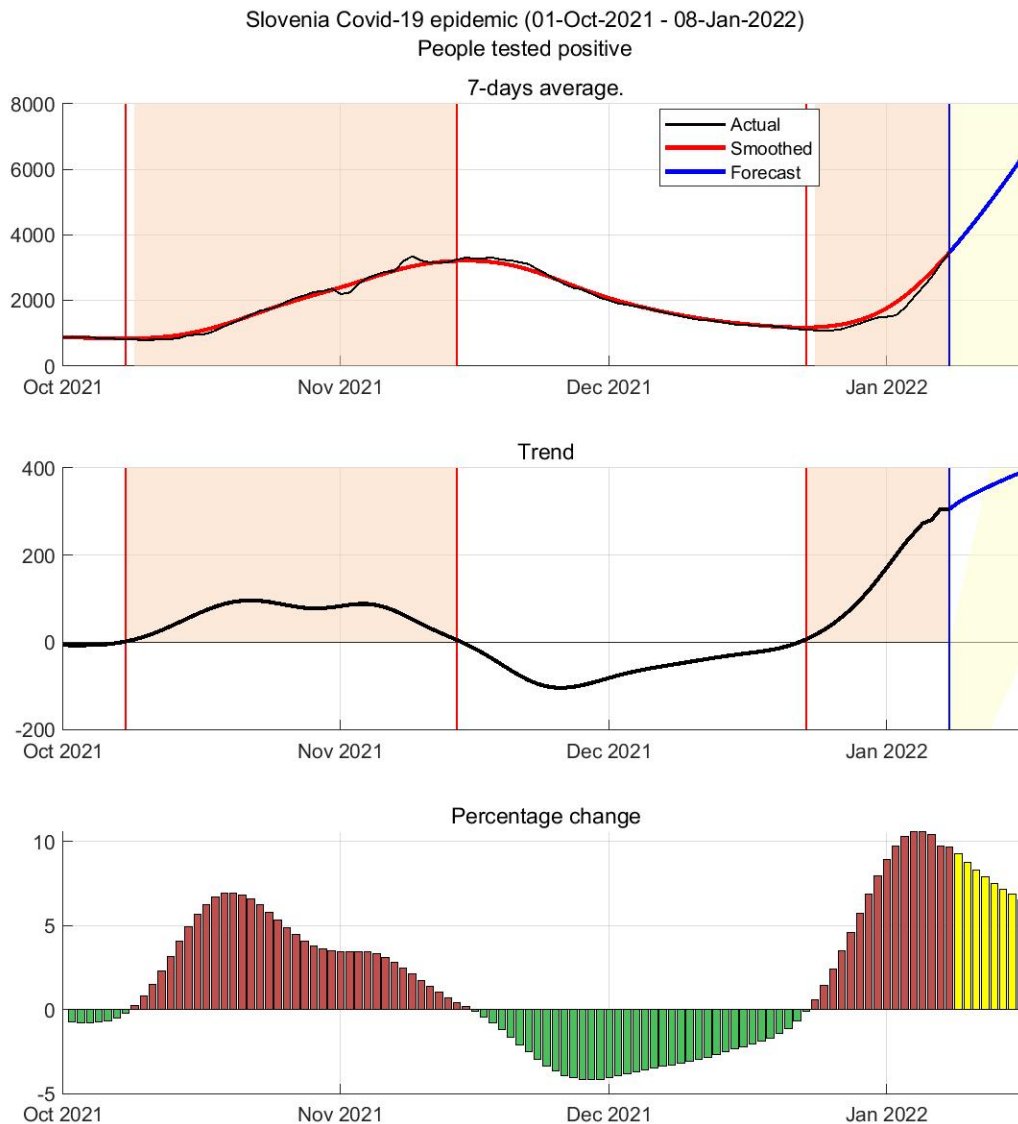 Slovenia Covid-19 epidemic (01-Oct-2021 - 08-Jan-2022)
People tested positive
7-days average.
8000
6000
4000
2000
0
Actual
Smoothed
Forecast
Oct 2021 Nov 2021 Dec 2021 Jan 2022
Trend
400
200
0
-200
Oct 2021 Nov 2021 Dec 2021 Jan 2022
Percentage change
10
5
0
-5
Oct 2021 Nov 2021 Dec 2021 Jan 2022